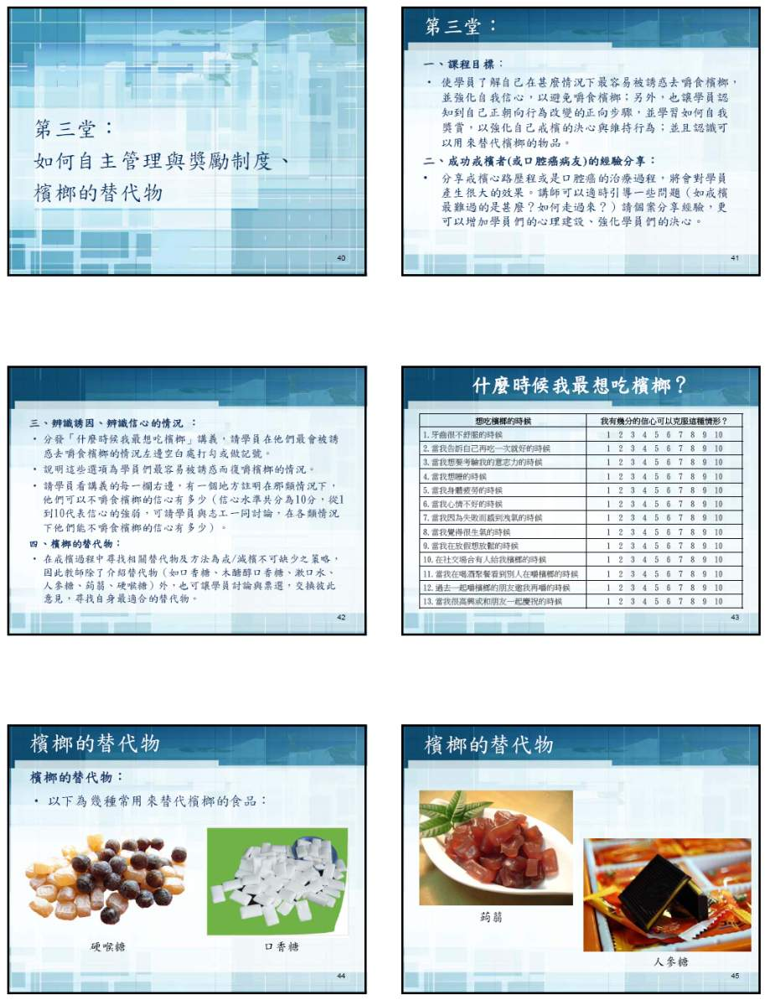 第三堂：
如何自主管理與獎勵制度、
檳榔的替代物
40
第三堂：
一、課程目標：
• 使學員了解自己在甚麼情況下最容易被誘惑去嚼食檳榔，
並強化自我信心，以避免嚼食檳榔；另外，也讓學員認
知到自己正朝向行為改變的正向步驟，並學習如何自我
獎賞，以強化自己戒檳的決心與維持行為；並且認識可
以用來替代檳榔的物品。
二、成功戒檳者(或口腔癌病友)的經驗分享：
• 分享戒檳心路歷程或是口腔癌的治療過程，將會對學員
產生很大的效果。講師可以適時引導一些問題（如戒檳
最難過的是甚麼？如何走過來？）請個案分享經驗，更
可以增加學員們的心理建設、強化學員們的決心。
41
三、辨識誘因、辨識信心的情況 ：
• 分發「什麼時候我最想吃檳榔」講義，請學員在他們最會被誘
惑去嚼食檳榔的情況左邊空白處打勾或做記號。
• 說明這些選項為學員們最容易被誘惑而復嚼檳榔的情況。
• 請學員看講義的每一欄右邊，有一個地方註明在那類情況下，
他們可以不嚼食檳榔的信心有多少（信心水準共分為10分，從1
到10代表信心的強弱，可請學員與志工一同討論，在各類情況
下他們能不嚼食檳榔的信心有多少）。
四、檳榔的替代物：
• 在戒檳過程中尋找相關替代物及方法為戒/減檳不可缺少之策略，
因此教師除了介紹替代物（如口香糖、木醣醇口香糖、漱口水、
人參糖、蒟蒻、硬喉糖）外，也可讓學員討論與票選，交換彼此
意見，尋找自身最適合的替代物。
42
什麼時候我最想吃檳榔？
想吃檳榔的時候 我有幾分的信心可以克服這種情形？
1.牙齒很不舒服的時候 1 2 3 4 5 6 7 8 9 10
2.當我告訴自己再吃一次就好的時候 1 2 3 4 5 6 7 8 9 10
3.當我想要考驗我的意志力的時候 1 2 3 4 5 6 7 8 9 10
4.當我想睡的時候 1 2 3 4 5 6 7 8 9 10
5.當我身體疲勞的時候 1 2 3 4 5 6 7 8 9 10
6.當我心情不好的時候 1 2 3 4 5 6 7 8 9 10
7.當我因為失敗而感到洩氣的時候 1 2 3 4 5 6 7 8 9 10
8.當我覺得很生氣的時候 1 2 3 4 5 6 7 8 9 10
9.當我在放假想放鬆的時候 1 2 3 4 5 6 7 8 9 10
10.在社交場合有人給我檳榔的時候 1 2 3 4 5 6 7 8 9 10
11.當我在喝酒聚餐看到別人在嚼檳榔的時候 1 2 3 4 5 6 7 8 9 10
12.過去一起嚼檳榔的朋友邀我再嚼的時候 1 2 3 4 5 6 7 8 9 10
13.當我很高興或和朋友一起慶祝的時候 1 2 3 4 5 6 7 8 9 10
43
檳榔的替代物
檳榔的替代物：
• 以下為幾種常用來替代檳榔的食品：
硬喉糖 口香糖
44
檳榔的替代物
蒟蒻
人參糖
45